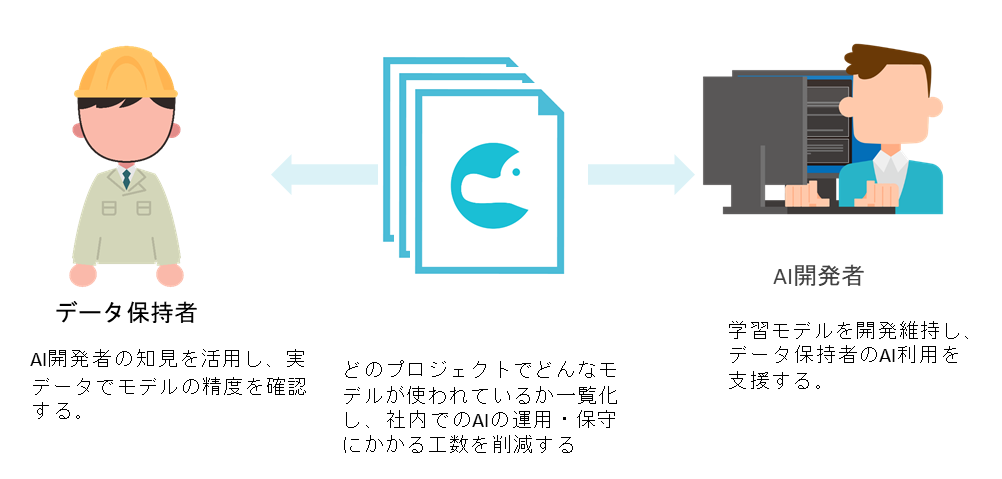 データ保持者
AI開発者の知見を活用し、実
データでモデルの精度を確認
する。
どのプロジェクトでどんなモ
デルが使われているか一覧化
し、社内でのAIの運用・保守
にかかる工数を削減する
AI開発者
学習モデルを開発維持し、
データ保持者のAI利用を
支援する。